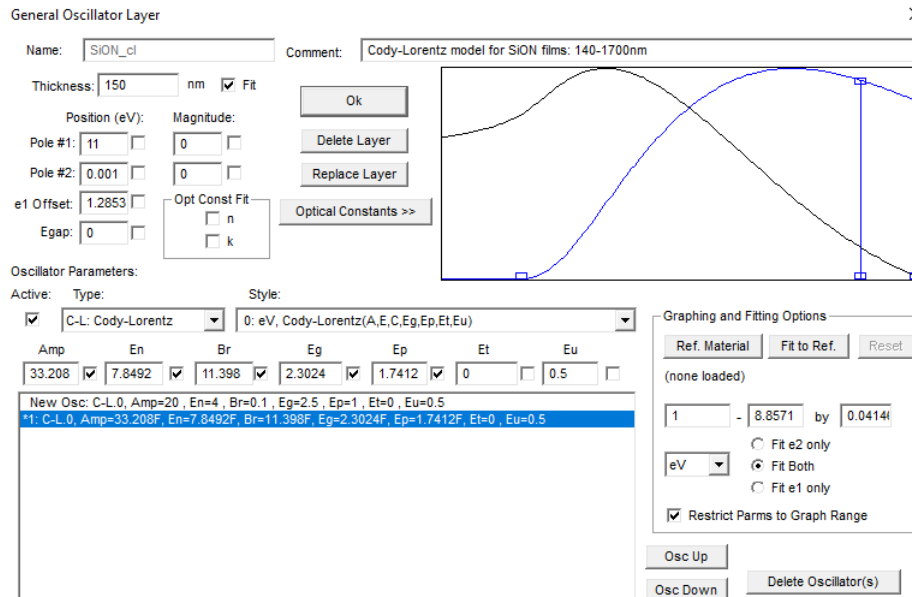 General Oscillator Layer
Name: SiON_cl Comment: Cody-Lorentz model for SiON films: 140-1700nm
Thickness: 150 nm Fit
Ok
Position (eV): Magnitude:
Pole #1: 11 0 Delete Layer
Pole #2: 0.001 0 Replace Layer
e1 Offset: 1.2853 Opt Const Fit Optical Constants >>
n
Egap: 0
k
Oscillator Parameters:
Active: Type: Style:
C-L: Cody-Lorentz 0: eV, Cody-Lorentz(A,E,C,Eg,Ep,Et,Eu)
Amp En Br Eg Ep Et Eu
33.208 7.8492 11.398 2.3024 1.7412 0 0.5
New Osc: C-L.0, Amp=20 , En=4 , Br=0.1 , Eg=2.5 , Ep=1 , Et=0 , Eu=0.5
*1: C-L.0, Amp=33.208F, En=7.8492F, Br=11.398F, Eg=2.3024F, Ep=1.7412F, Et=0 , Eu=0.5
Graphing and Fitting Options
Ref. Material Fit to Ref. Reset
(none loaded)
1 - 8.8571 by
Fit e2 only
eV Fit Both
Fit e1 only
Restrict Parms to Graph Range
Osc Up
Osc Down Delete Oscillator(s)